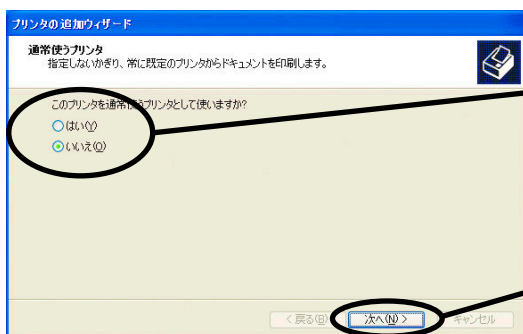 プリンタの追加ウィザード
通常使うプリンタ
指定しないかぎり、常に既定のプリンタからドキュメントを印刷します。
このプリンタを通常使うプリンタとして使いますか?
はい(Y)
いいえ(O)
< 戻る(B)
次へ(N) >
キャンセル